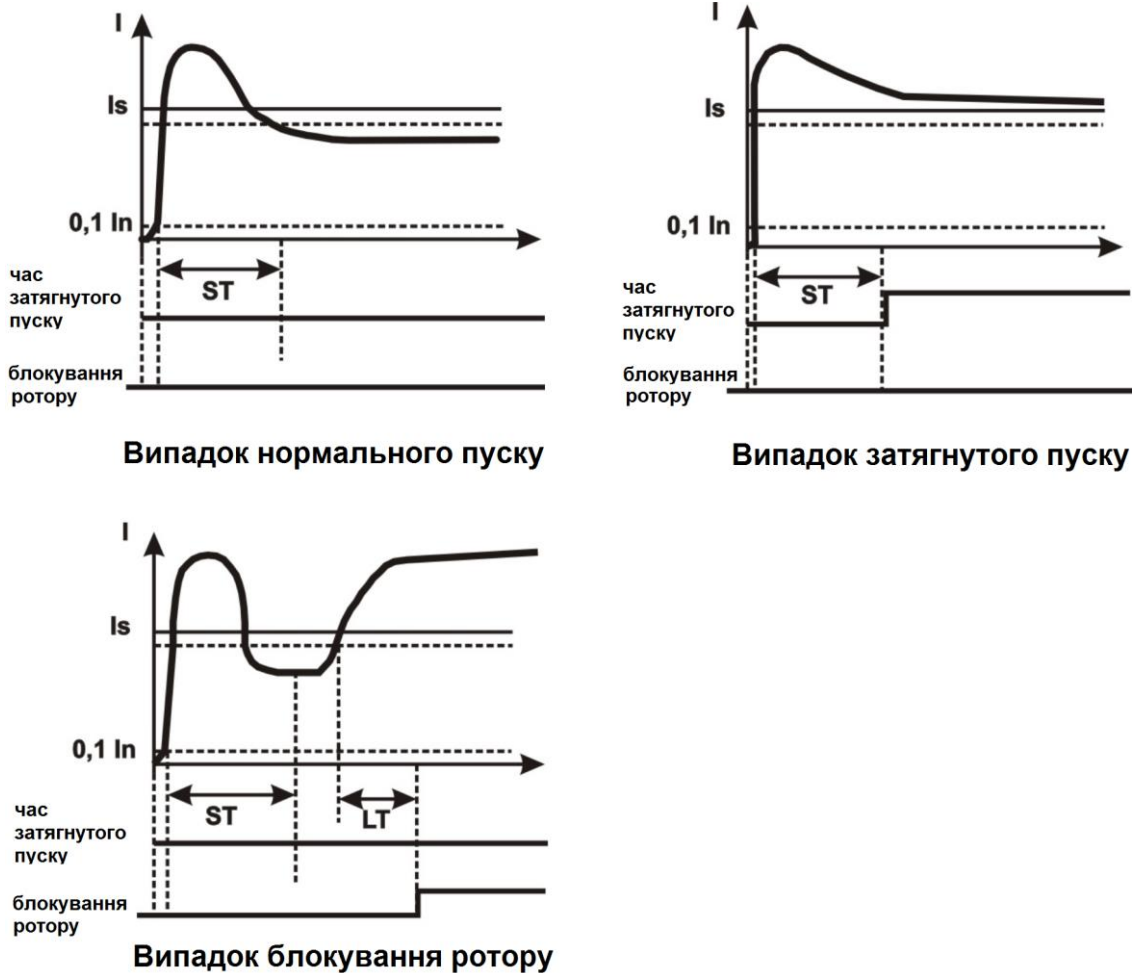 I
Is
0,1 In
ST
час
затягнутого
пуску
блокування
ротору
Випадок нормального пуску
I
Is
0,1 In
ST
час
затягнутого
пуску
блокування
ротору
Випадок затягнутого пуску
I
Is
0,1 In
ST
LT
час
затягнутого
пуску
блокування
ротору
Випадок блокування ротору